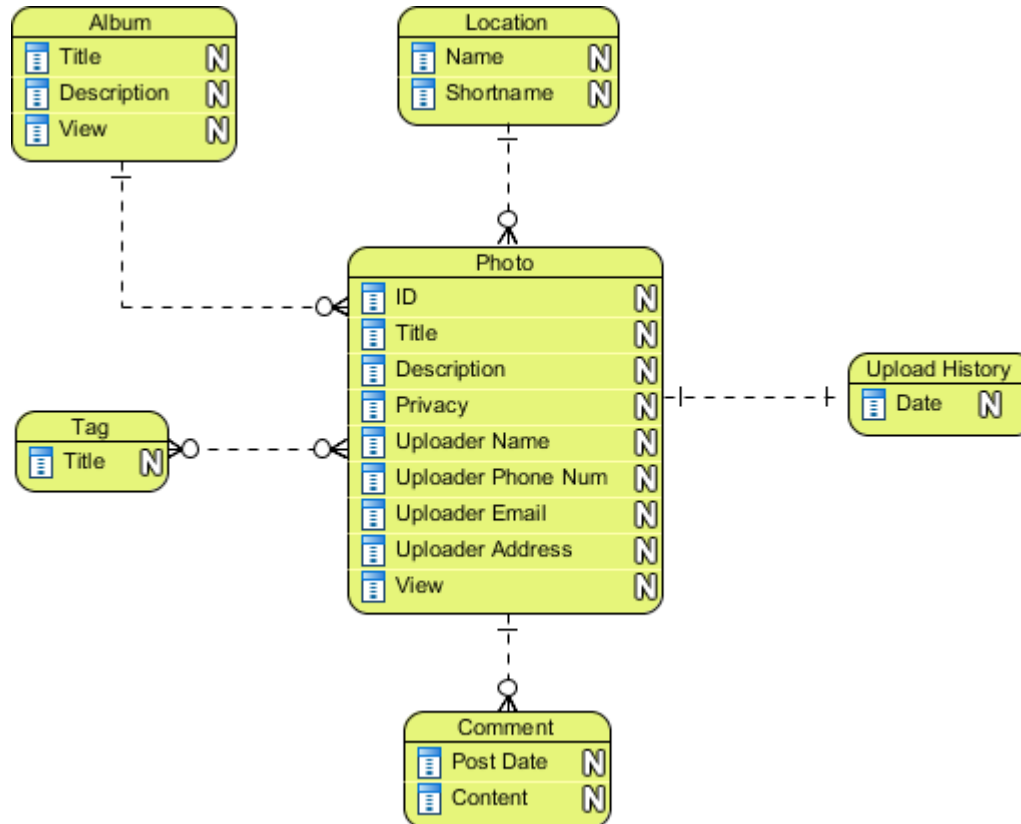 Album
Title N
Description N
View N
Location
Name N
Shortname N
Photo
ID N
Title N
Description N
Privacy N
Uploader Name N
Uploader Phone Num N
Uploader Email N
Uploader Address N
View N
Upload History
Date N
Tag
Title N
Comment
Post Date N
Content N